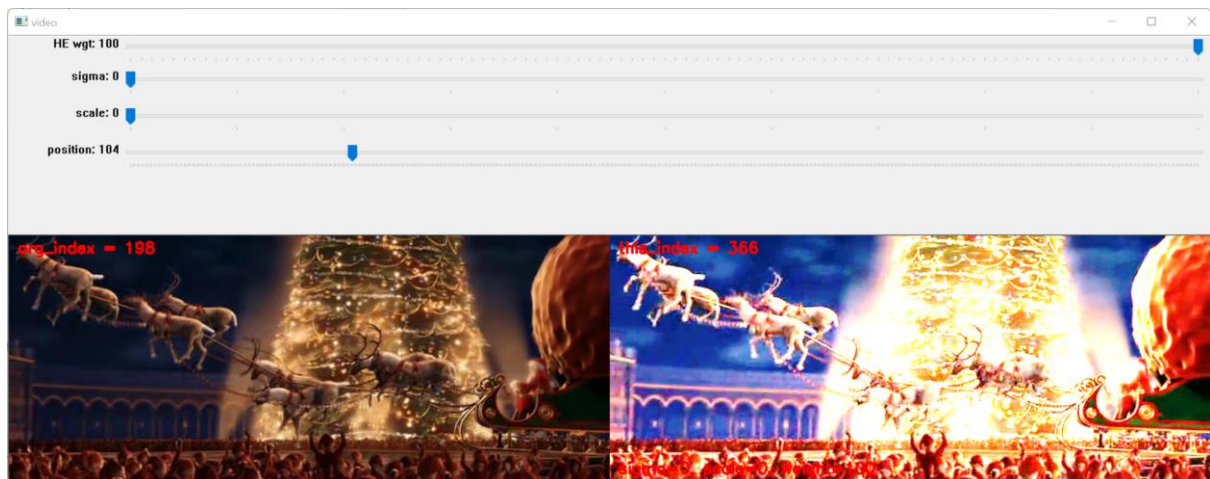 video
HE wgt: 100
sigma: 0
scale: 0
position: 104
org_index = 198
this_index = 366